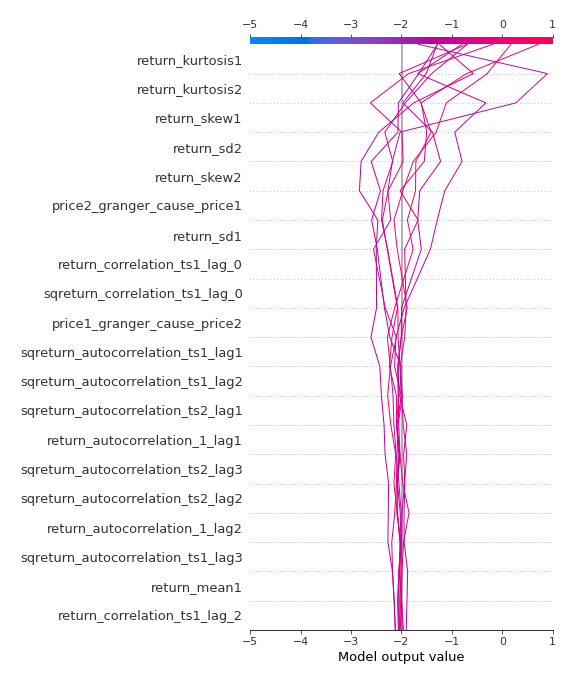 −5 −4 −3 −2 −1 0 1
return_kurtosis1
return_kurtosis2
return_skew1
return_sd2
return_skew2
price2_granger_cause_price1
return_sd1
return_correlation_ts1_lag_0
sqreturn_correlation_ts1_lag_0
price1_granger_cause_price2
sqreturn_autocorrelation_ts1_lag1
sqreturn_autocorrelation_ts1_lag2
sqreturn_autocorrelation_ts2_lag1
return_autocorrelation_1_lag1
sqreturn_autocorrelation_ts2_lag3
sqreturn_autocorrelation_ts2_lag2
return_autocorrelation_1_lag2
sqreturn_autocorrelation_ts1_lag3
return_mean1
return_correlation_ts1_lag_2
−5 −4 −3 −2 −1 0 1
Model output value